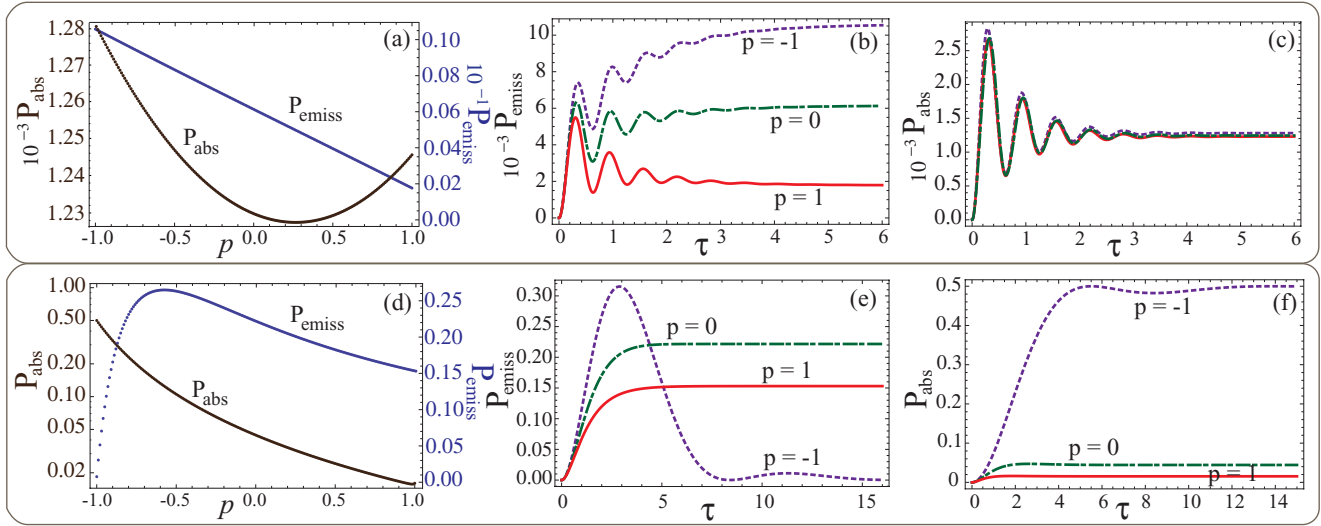 (a)
10⁻³ P_abs
1.28
1.27
1.26
1.25
1.24
1.23
-1.0 -0.5 0.0 0.5 1.0
p
P_emiss
P_abs
0.10
0.08
0.06
0.04
0.02
0.00
10⁻¹ P_emiss
(b)
10⁻³ P_emiss
10
8
6
4
2
0
0 1 2 3 4 5 6
τ
p = -1
p = 0
p = 1
(c)
10⁻³ P_abs
2.5
2.0
1.5
1.0
0.5
0.0
0 1 2 3 4 5 6
τ
(d)
P_abs
1.00
0.50
0.20
0.10
0.05
0.02
-1.0 -0.5 0.0 0.5 1.0
p
P_emiss
P_abs
0.25
0.20
0.15
0.10
0.05
0.00
P_emiss
(e)
P_emiss
0.30
0.25
0.20
0.15
0.10
0.05
0.00
0 5 10 15
τ
p = 0
p = 1
p = -1
(f)
P_abs
0.5
0.4
0.3
0.2
0.1
0
0 2 4 6 8 10 12 14
τ
p = -1
p = 0
p = 1